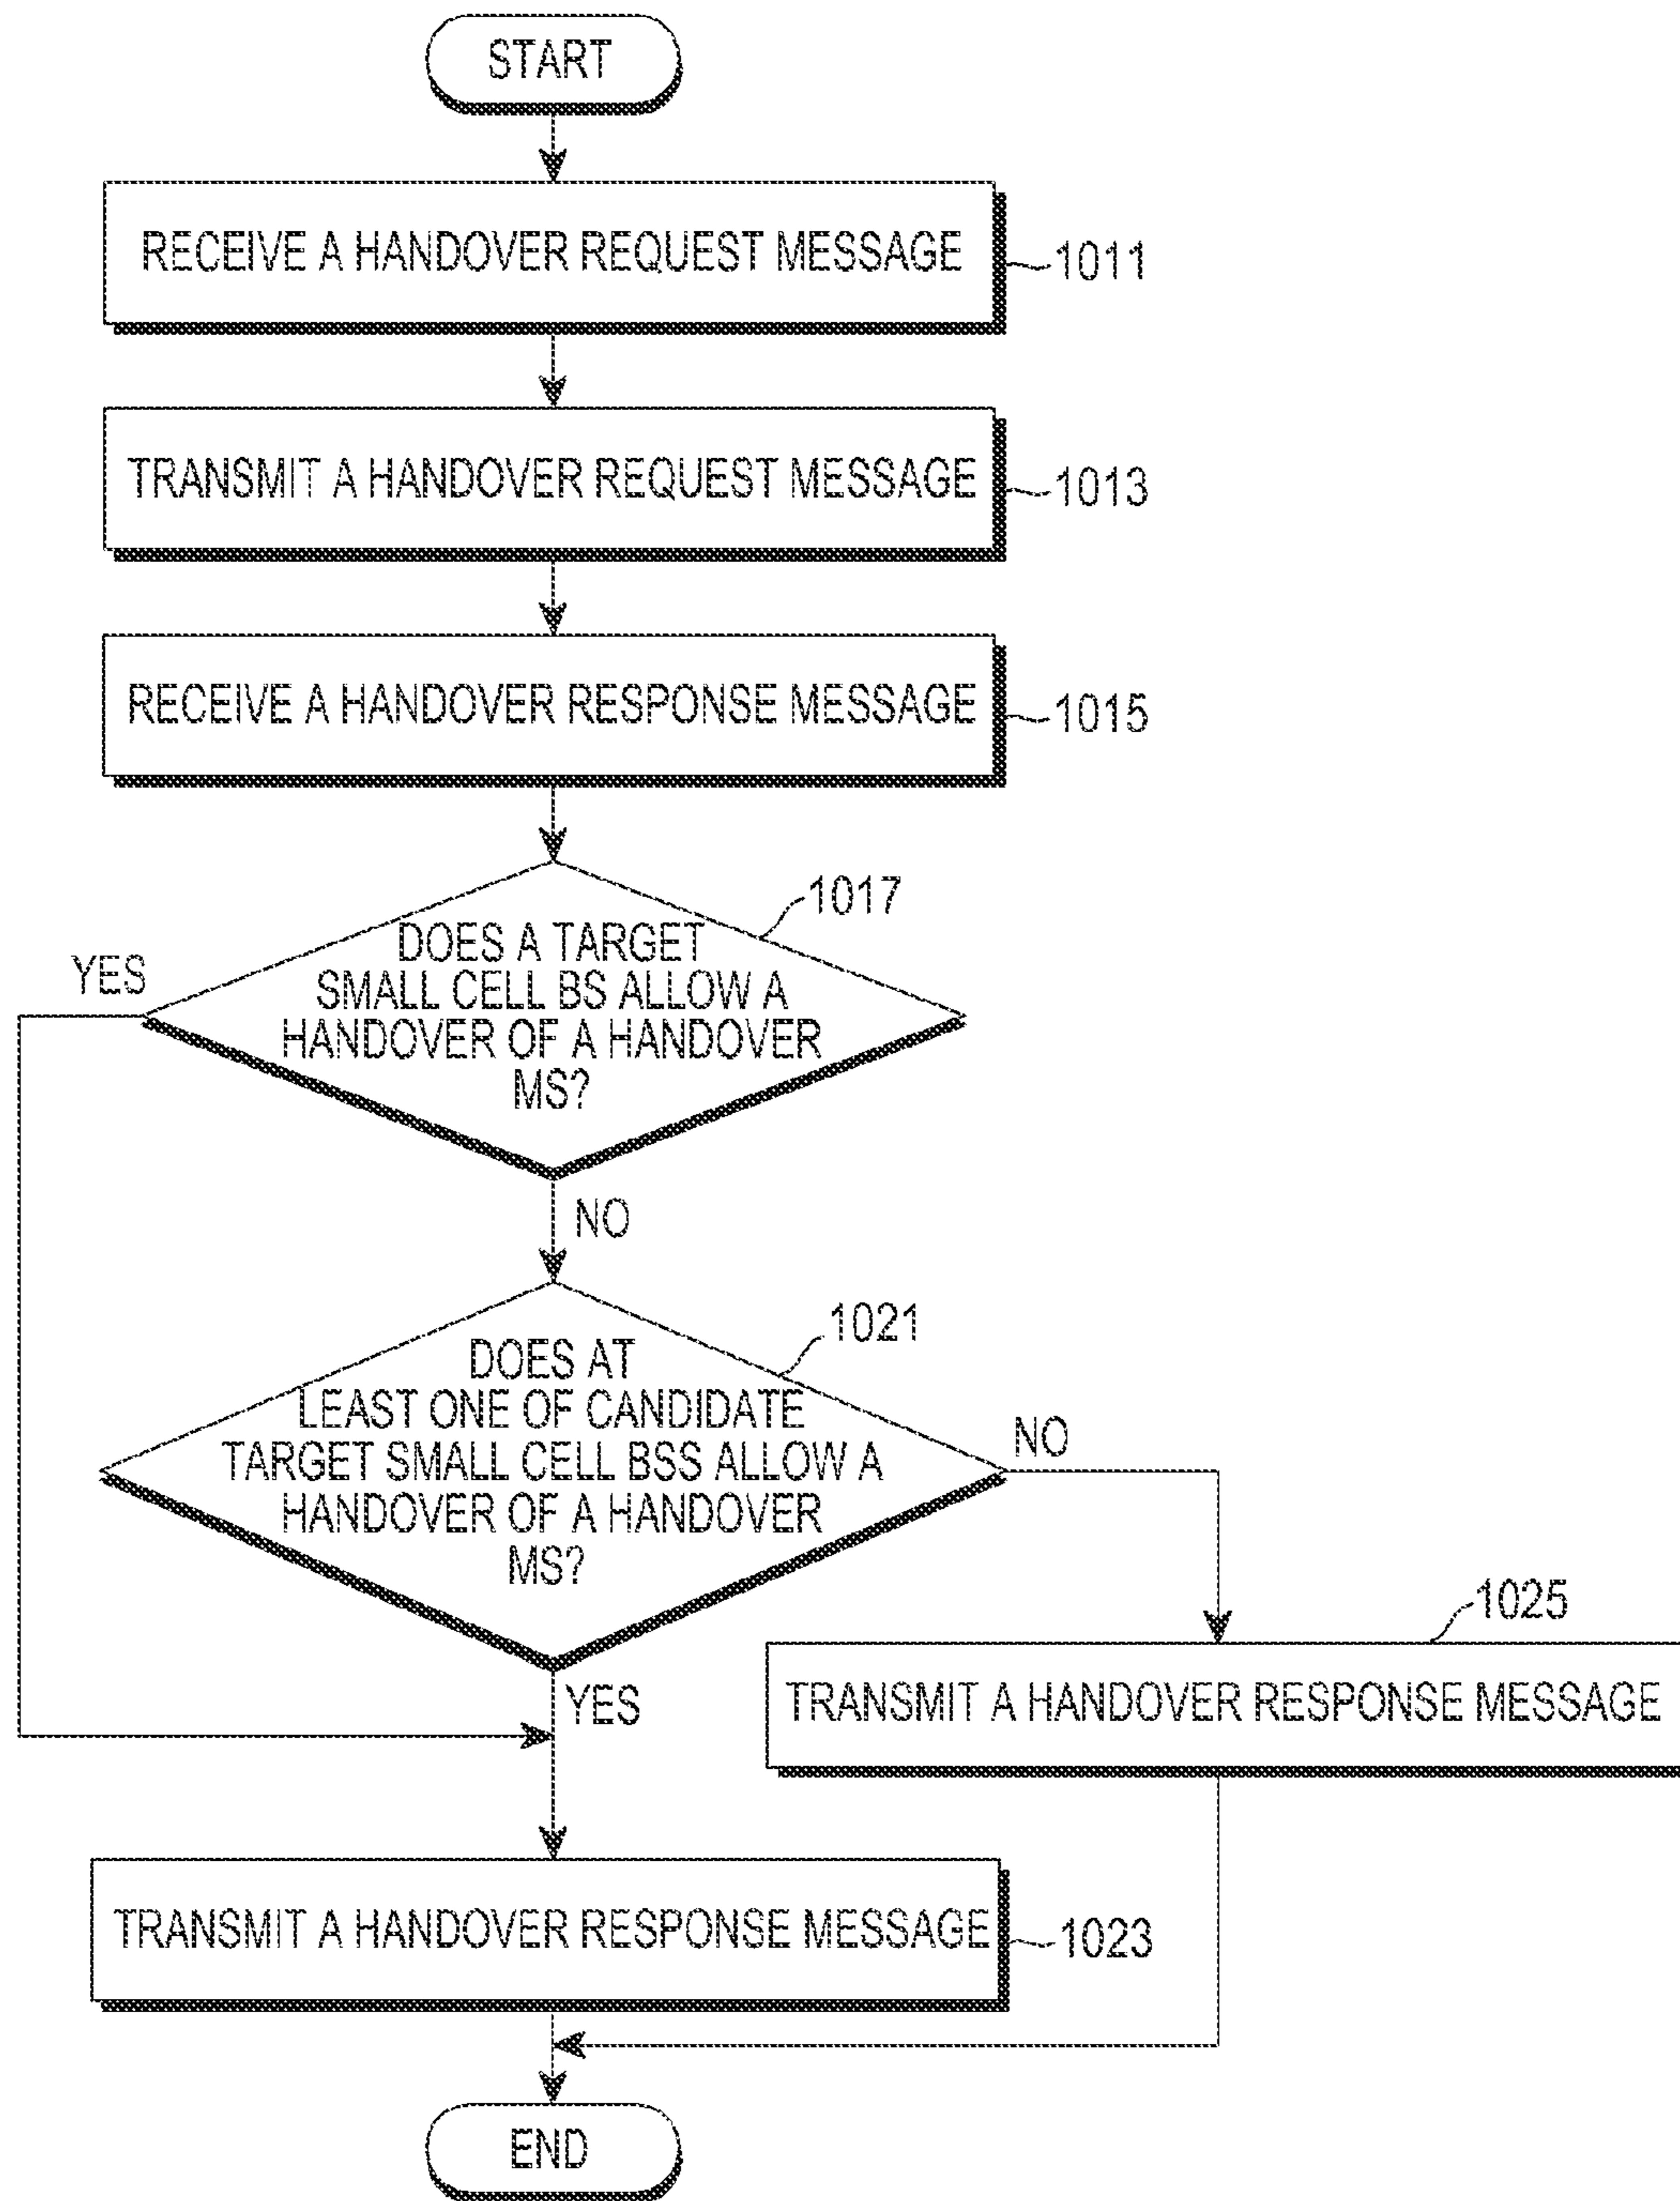 START
RECEIVE A HANDOVER REQUEST MESSAGE
1011
TRANSMIT A HANDOVER REQUEST MESSAGE
1013
RECEIVE A HANDOVER RESPONSE MESSAGE
1015
1017
DOES A TARGET
SMALL CELL BS ALLOW A
HANDOVER OF A HANDOVER
MS?
YES
NO
1021
DOES AT
LEAST ONE OF CANDIDATE
TARGET SMALL CELL BSS ALLOW A
HANDOVER OF A HANDOVER
MS?
NO
YES
1025
TRANSMIT A HANDOVER RESPONSE MESSAGE
TRANSMIT A HANDOVER RESPONSE MESSAGE
1023
END